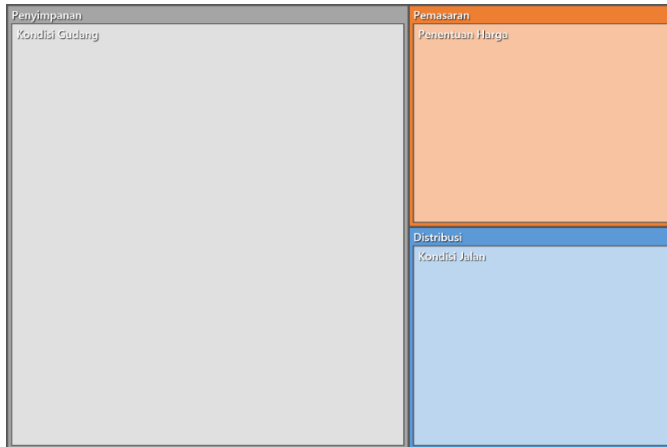 Penyimpanan
Kondisi Gudang
Pemasaran
Penentuan Harga
Distribusi
Kondisi Jalan